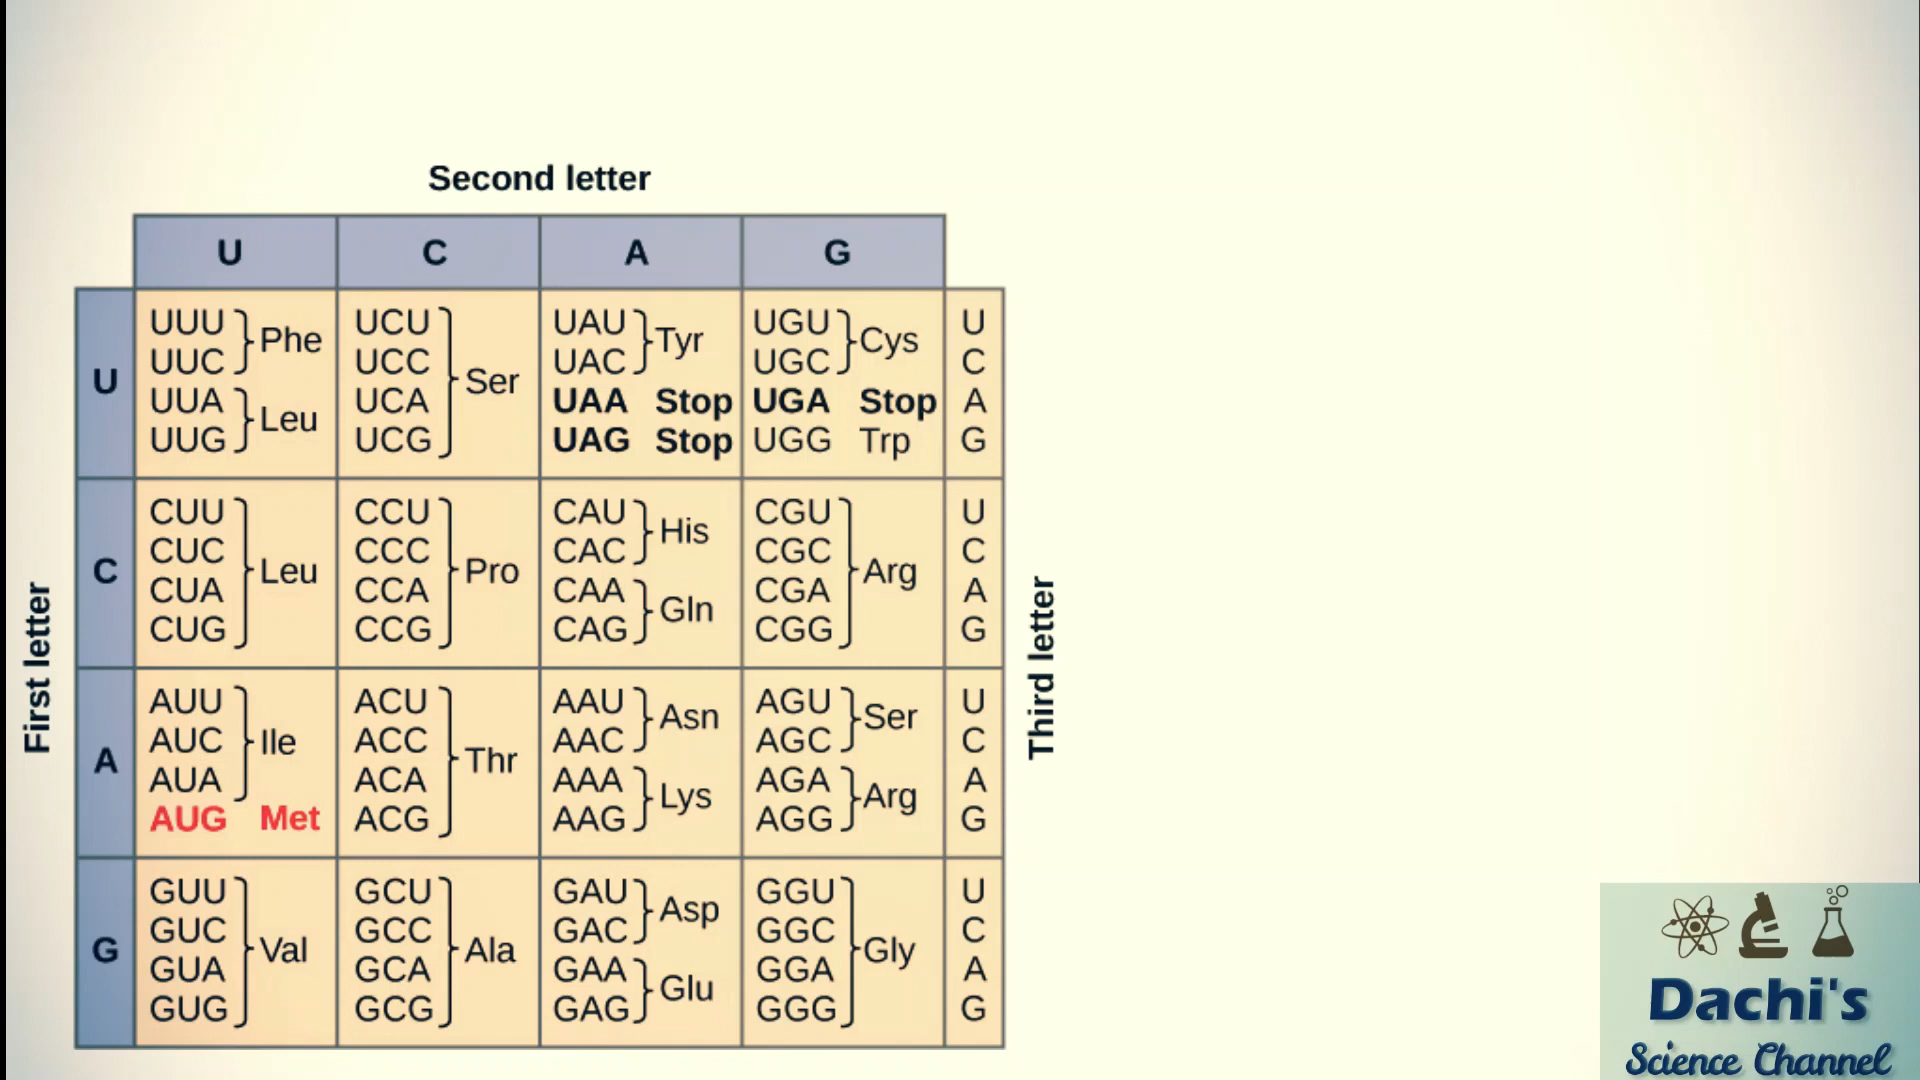 Second letter
U C A G
UUU UCU UAU UGU U
Phe Tyr Cys
UUC UCC UAC UGC C
U Ser
UUA UCA UAA Stop UGA Stop A
Leu
UUG UCG UAG Stop UGG Trp G
CUU CCU CAU CGU U
His
CUC CCC CAC CGC C
C Leu Pro Arg
CUA CCA CAA CGA A
Gln
CUG CCG CAG CGG G
First letter
Third letter
AUU ACU AAU AGU U
Asn Ser
AUC ACC AAC AGC C
A Ile Thr
AUA ACA AAA AGA A
Lys Arg
AUG Met ACG AAG AGG G
GUU GCU GAU GGU U
Asp
GUC GCC GAC GGC C
G Val Ala Gly
GUA GCA GAA GGA A
Glu
GUG GCG GAG GGG G
Dachi's
Science Channel